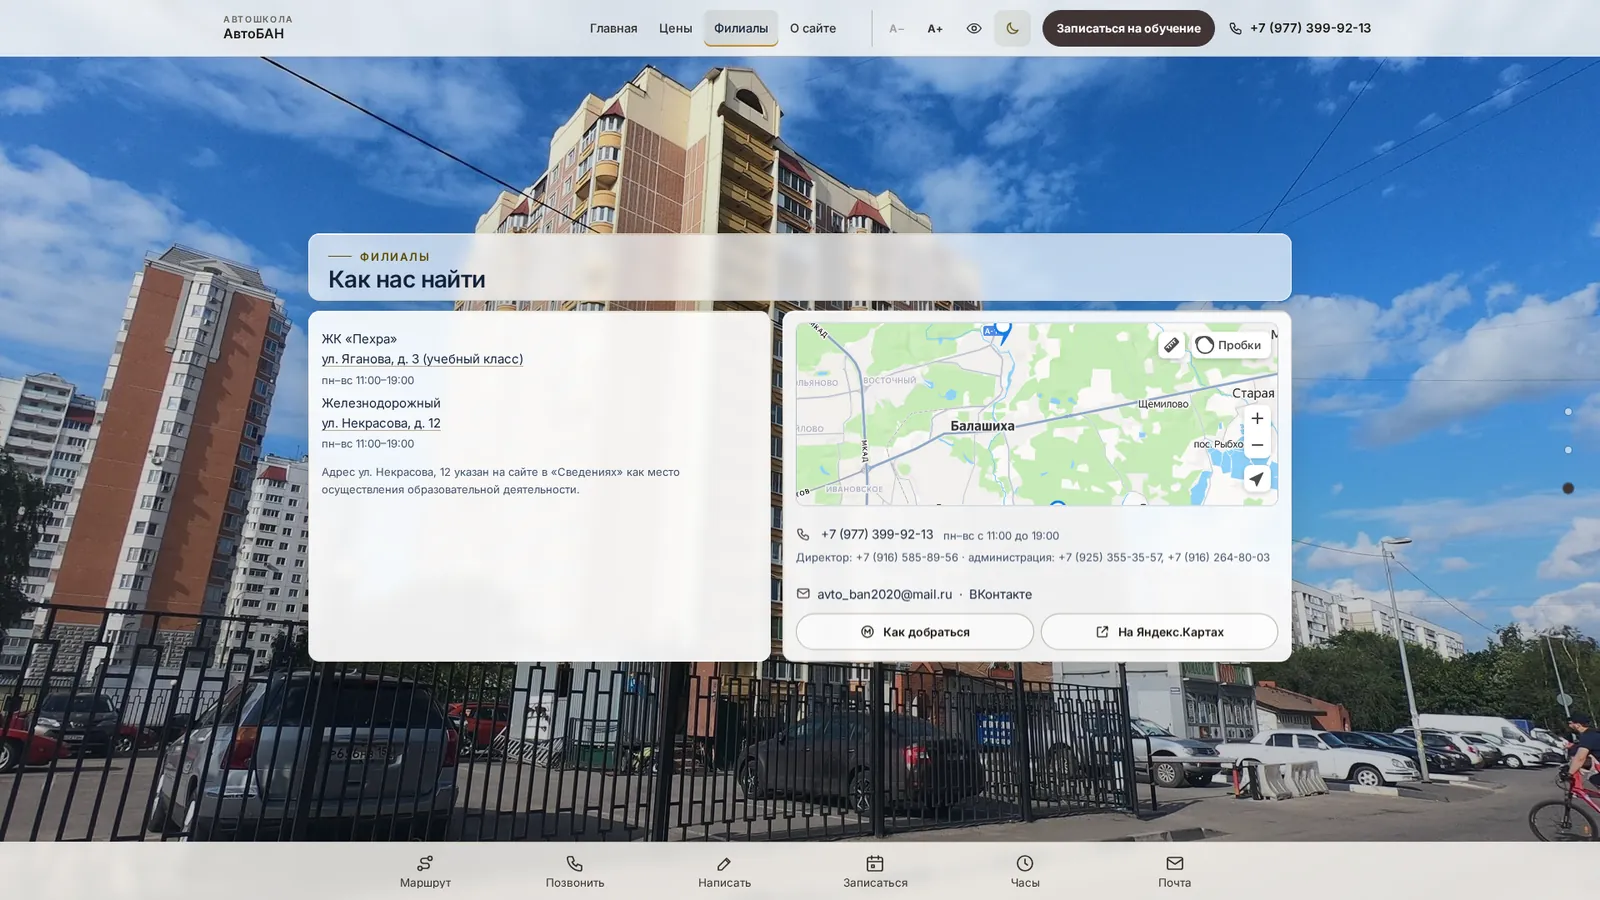 АВТОШКОЛА
АвтоБАН
Главная
Цены
Филиалы
О сайте
A−
A+
Записаться на обучение
+7 (977) 399-92-13
ФИЛИАЛЫ
Как нас найти
ЖК «Пехра»
ул. Яганова, д. 3 (учебный класс)
пн–вс 11:00–19:00
Железнодорожный
ул. Некрасова, д. 12
пн–вс 11:00–19:00
Адрес ул. Некрасова, 12 указан на сайте в «Сведениях» как место
осуществления образовательной деятельности.
МКАД
Пробки
ВОСТОЧНЫЙ
Старая
Щемилово
Балашиха
МКАД
пос. Рыбхо
ИВАНОВСКОЕ
+7 (977) 399-92-13 пн–вс с 11:00 до 19:00
Директор: +7 (916) 585-89-56 · администрация: +7 (925) 355-35-57, +7 (916) 264-80-03
avto_ban2020@mail.ru · ВКонтакте
Как добраться
На Яндекс.Картах
Маршрут
Позвонить
Написать
Записаться
Часы
Почта